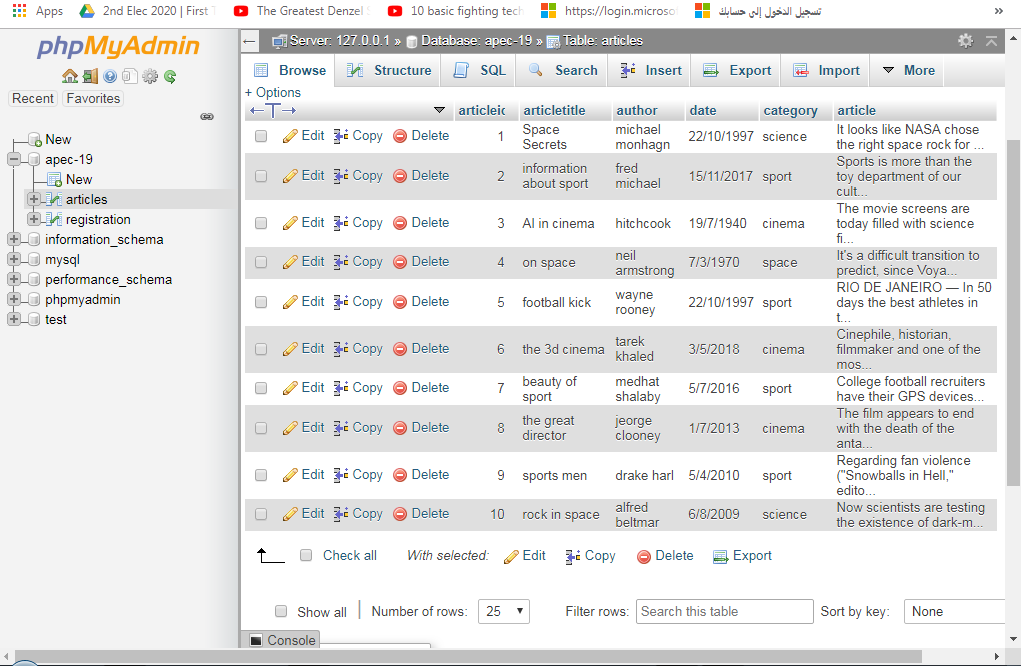 Apps 2nd Elec 2020 | First T The Greatest Denzel S 10 basic fighting tech https://login.microsof تسجيل الدخول إلى حسابك »
phpMyAdmin
Recent Favorites
New
apec-19
New
articles
registration
information_schema
mysql
performance_schema
phpmyadmin
test
Server: 127.0.0.1 » Database: apec-19 » Table: articles
Browse Structure SQL Search Insert Export Import More
+ Options
articleid articletitle author date category article
Edit Copy Delete 1 Space Secrets michael monhagn 22/10/1997 science It looks like NASA chose the right space rock for ...
Edit Copy Delete 2 information about sport fred michael 15/11/2017 sport Sports is more than the toy department of our cult...
Edit Copy Delete 3 AI in cinema hitchcook 19/7/1940 cinema The movie screens are today filled with science fi...
Edit Copy Delete 4 on space neil armstrong 7/3/1970 space It's a difficult transition to predict, since Voya...
Edit Copy Delete 5 football kick wayne rooney 22/10/1997 sport RIO DE JANEIRO — In 50 days the best athletes in t...
Edit Copy Delete 6 the 3d cinema tarek khaled 3/5/2018 cinema Cinephile, historian, filmmaker and one of the mos...
Edit Copy Delete 7 beauty of sport medhat shalaby 5/7/2016 sport College football recruiters have their GPS devices...
Edit Copy Delete 8 the great director jeorge clooney 1/7/2013 cinema The film appears to end with the death of the anta...
Edit Copy Delete 9 sports men drake harl 5/4/2010 sport Regarding fan violence ("Snowballs in Hell," edito...
Edit Copy Delete 10 rock in space alfred beltmar 6/8/2009 science Now scientists are testing the existence of dark-m...
Check all With selected: Edit Copy Delete Export
Show all Number of rows: 25 Filter rows: Search this table Sort by key: None
Console